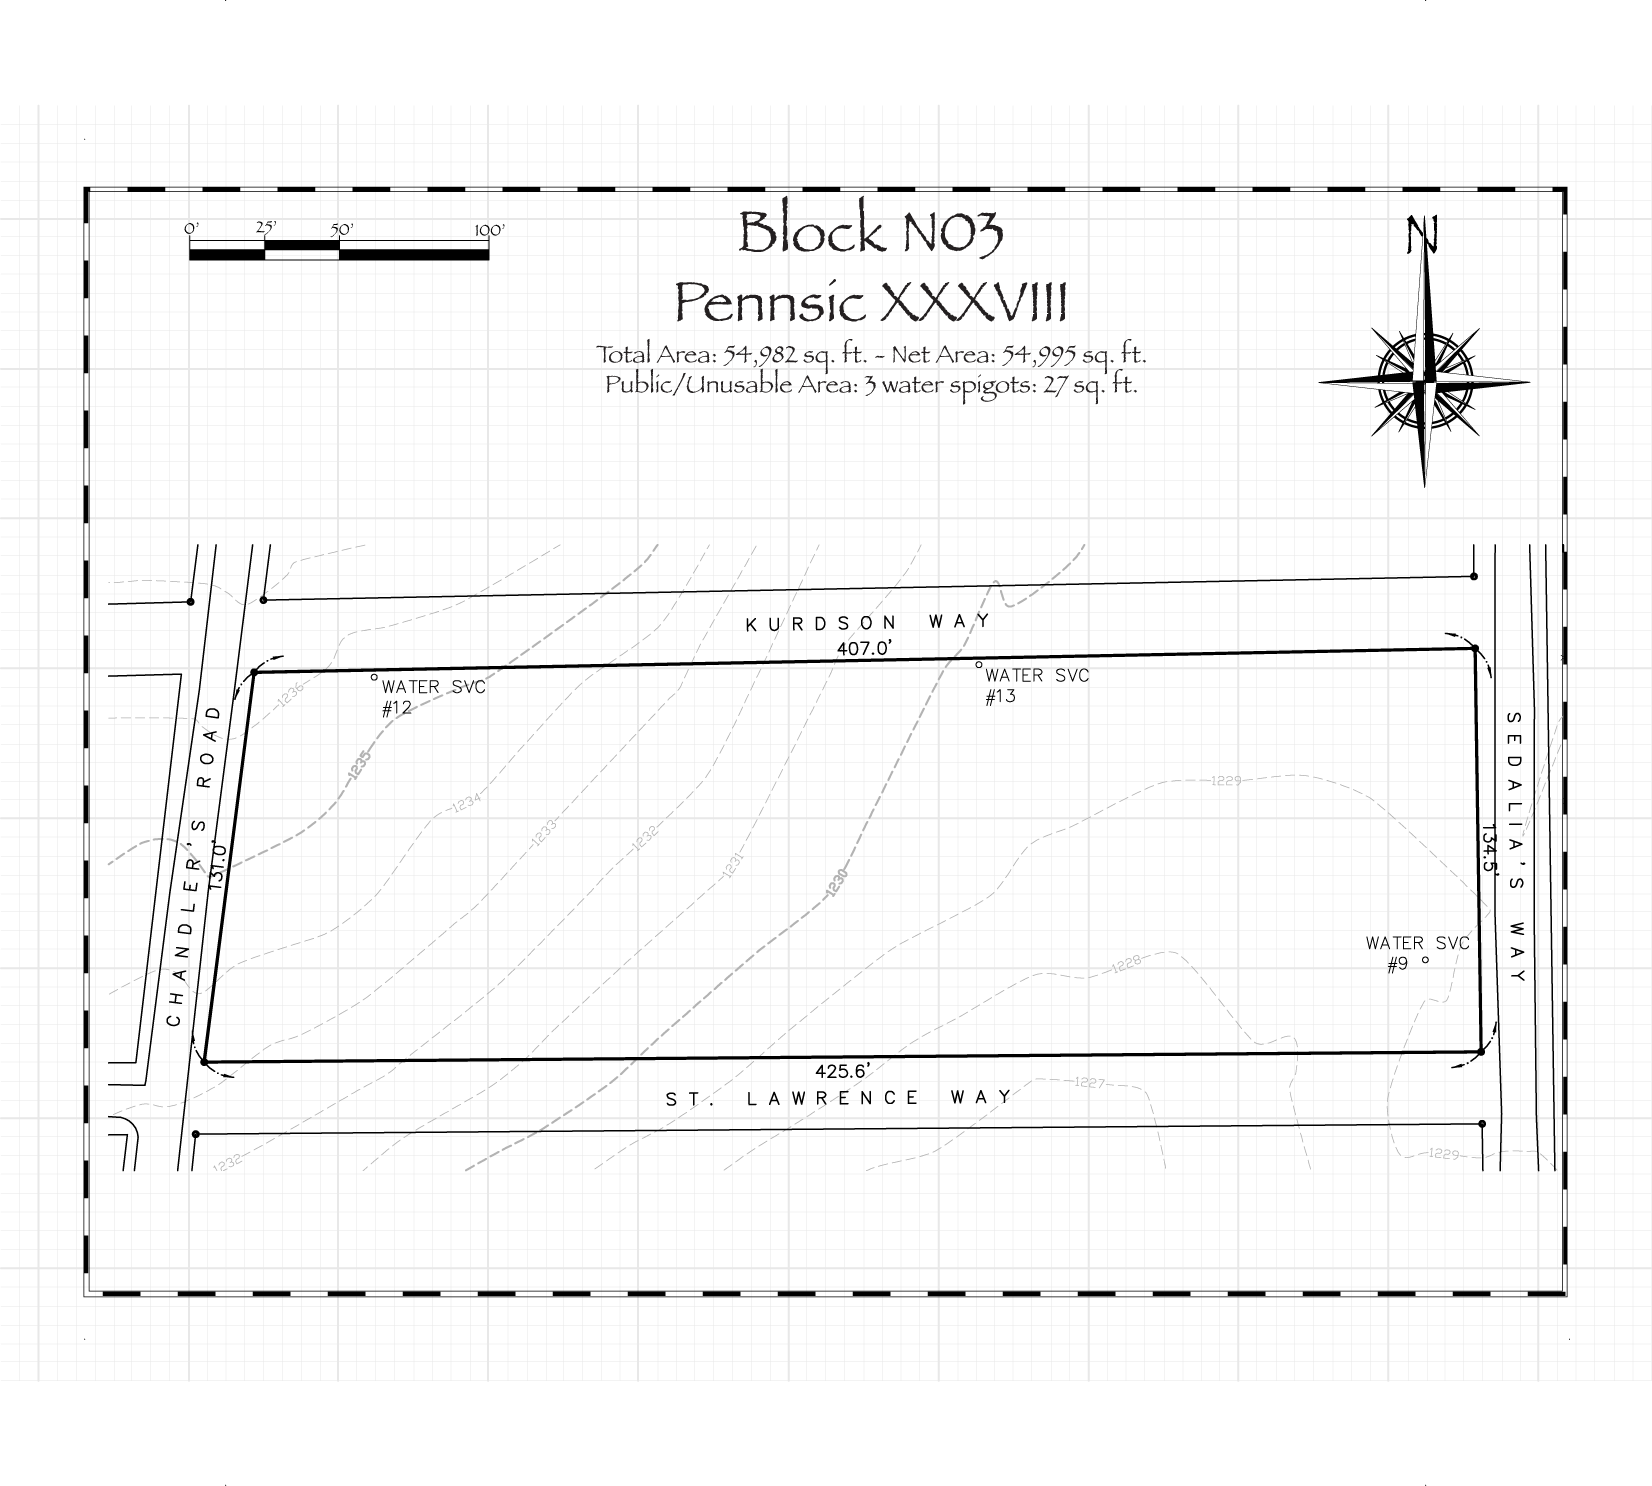 0' 25' 50' 100'
Block N03
Pennsic XXXVIII
Total Area: 54,982 sq. ft. - Net Area: 54,995 sq. ft.
Public/Unusable Area: 3 water spigots: 27 sq. ft.
N
KURDSON WAY
407.0'
WATER SVC
#12
WATER SVC
#13
1236
1235
1234
1233
1232
1231
1230
1229
1228
CHANDLER'S ROAD
131.0'
SEDALIA'S WAY
134.5'
WATER SVC
#9
425.6'
ST. LAWRENCE WAY
1227
1232
1229